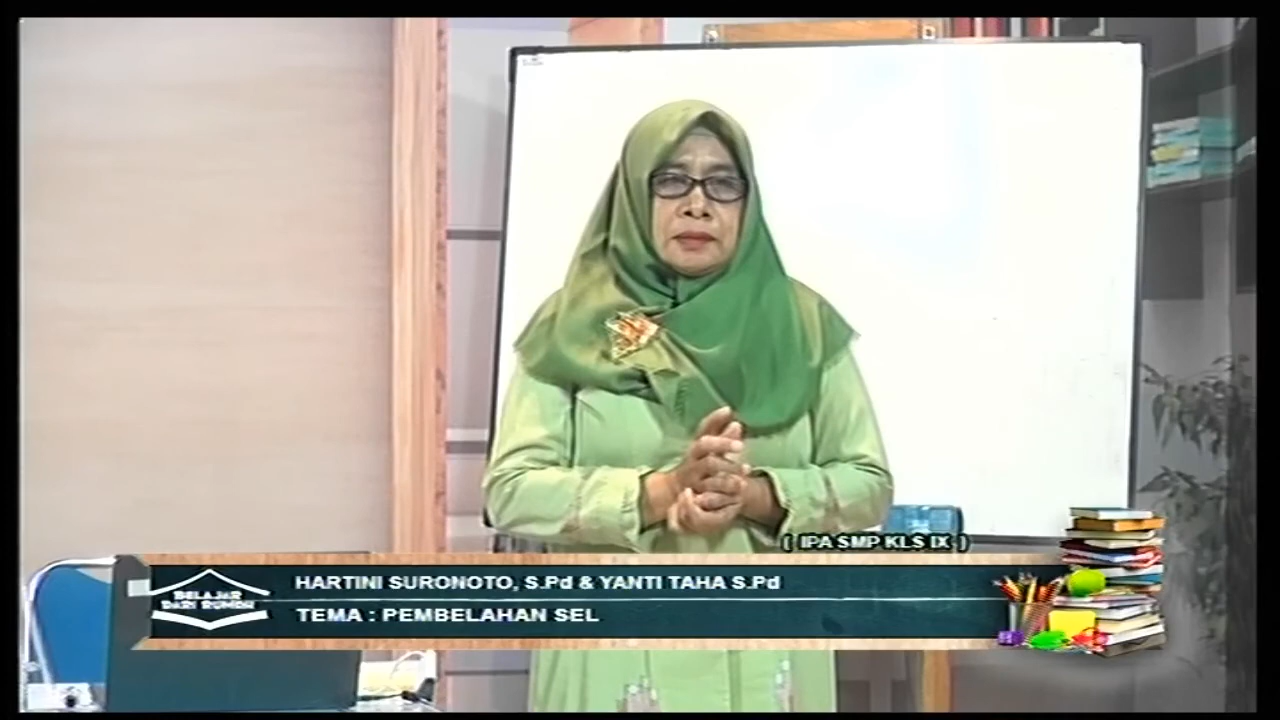 ( IPA SMP KLS IX )
BELAJAR
DARI RUMAH
HARTINI SURONOTO, S.Pd & YANTI TAHA S.Pd
TEMA : PEMBELAHAN SEL